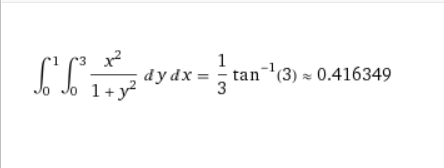 ∫₀¹ ∫₀³ x²/(1 + y²) dy dx = 1/3 tan⁻¹(3) ≈ 0.416349